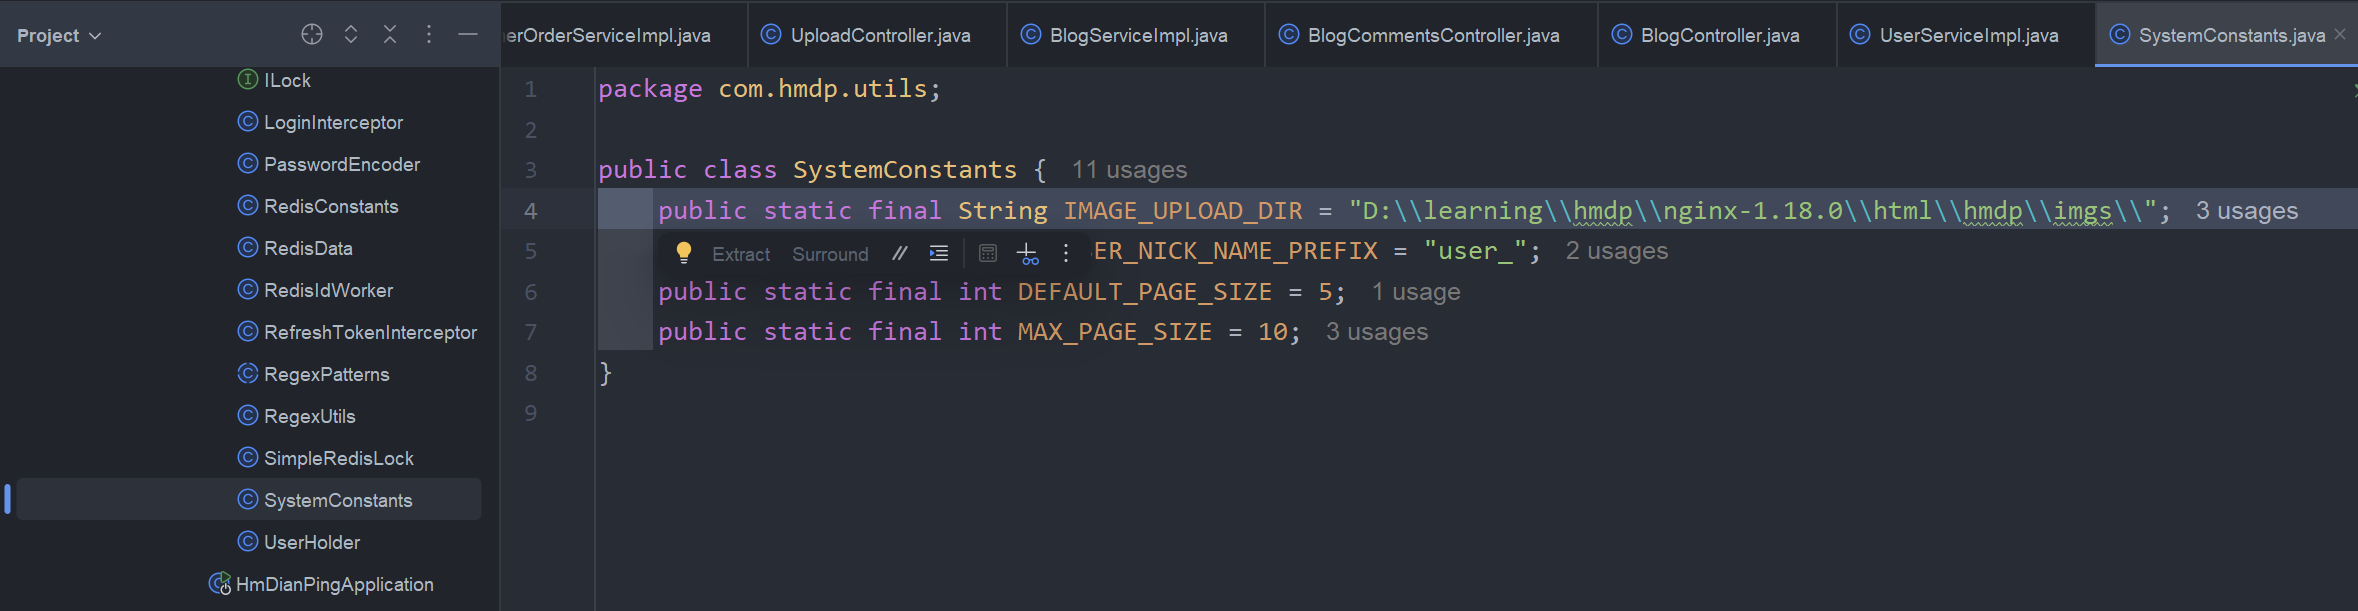 Project
erOrderServiceImpl.java
UploadController.java
BlogServiceImpl.java
BlogCommentsController.java
BlogController.java
UserServiceImpl.java
SystemConstants.java
ILock
LoginInterceptor
PasswordEncoder
RedisConstants
RedisData
RedisIdWorker
RefreshTokenInterceptor
RegexPatterns
RegexUtils
SimpleRedisLock
SystemConstants
UserHolder
HmDianPingApplication
1 package com.hmdp.utils;
2
3 public class SystemConstants { 11 usages
4 public static final String IMAGE_UPLOAD_DIR = "D:\\learning\\hmdp\\nginx-1.18.0\\html\\hmdp\\imgs\\"; 3 usages
Extract Surround //
5 ER_NICK_NAME_PREFIX = "user_"; 2 usages
6 public static final int DEFAULT_PAGE_SIZE = 5; 1 usage
7 public static final int MAX_PAGE_SIZE = 10; 3 usages
8 }
9